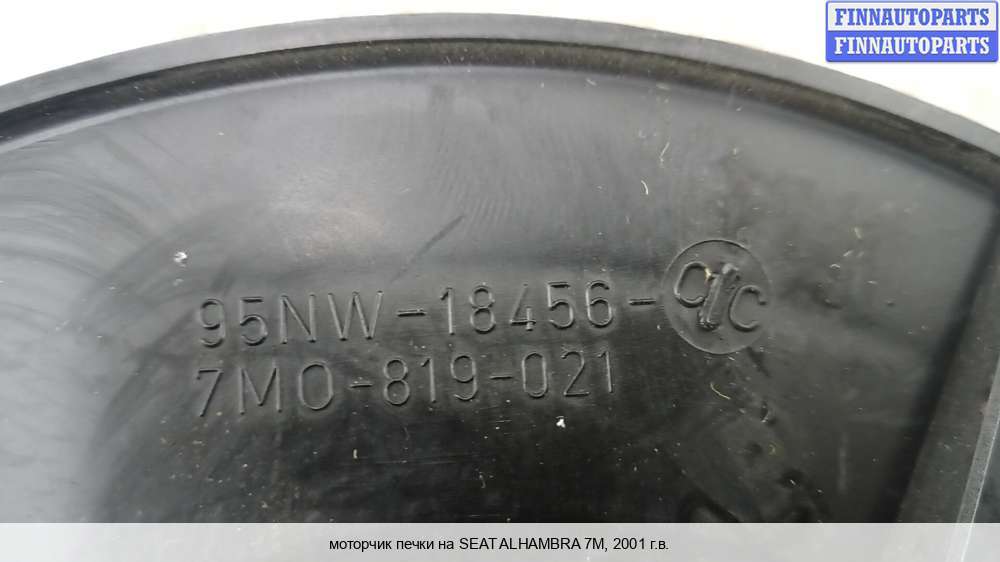 FINNAUTOPARTS
FINNAUTOPARTS
95NW-18456-
7M0-819-021
моторчик печки на SEAT ALHAMBRA 7M, 2001 г.в.